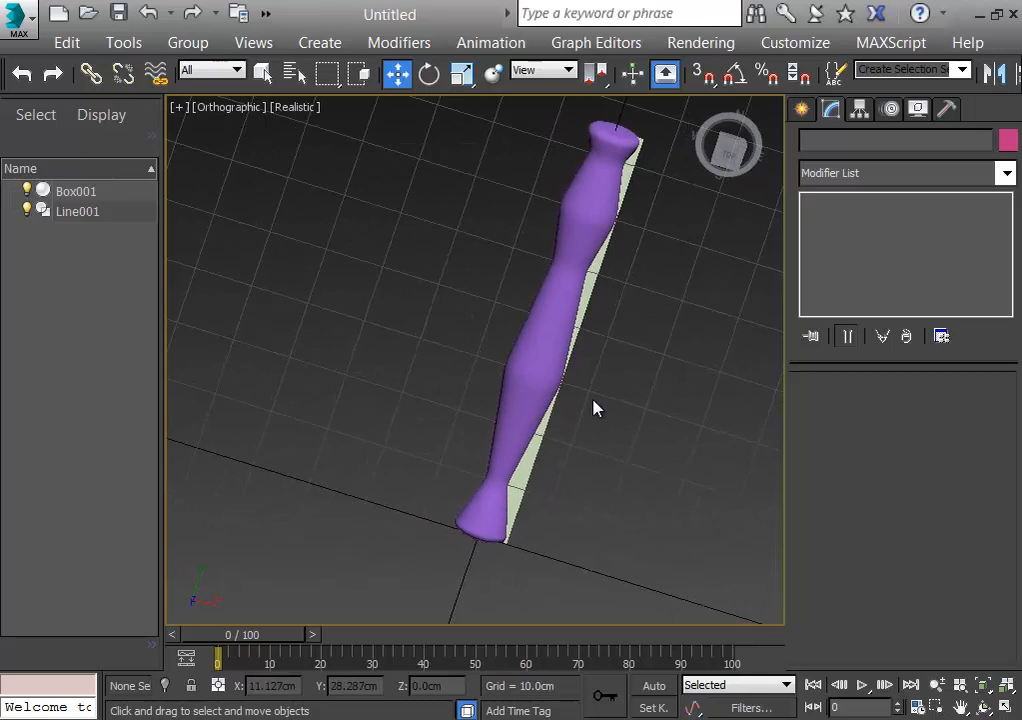 MAX
Untitled
Type a keyword or phrase
Edit Tools Group Views Create Modifiers Animation Graph Editors Rendering Customize MAXScript Help
All
View
3
%
Create Selection Se
Select Display
[+] [Orthographic] [Realistic]
Name
Box001
Line001
Modifier List
TOP
0 / 100
0 10 20 30 40 50 60 70 80 90 100
None Se
X: 11.127cm
Y: 28.287cm
Z: 0.0cm
Grid = 10.0cm
Auto
Selected
Welcome to
Click and drag to select and move objects
Add Time Tag
Set K.
Filters...
0